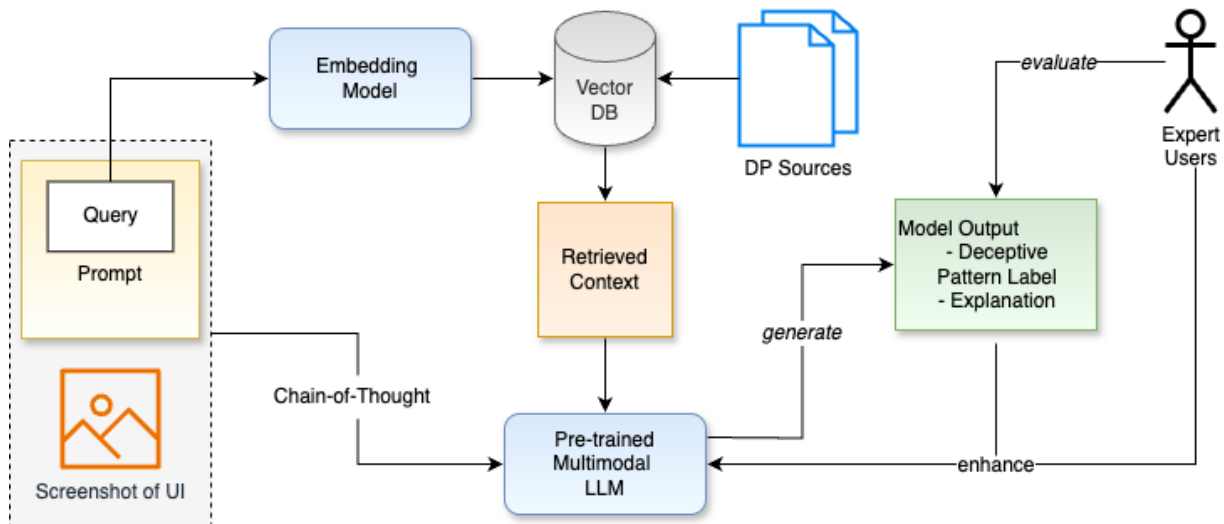 Embedding
Model
Vector
DB
DP Sources
evaluate
Expert
Users
Query
Prompt
Retrieved
Context
Model Output
- Deceptive
Pattern Label
- Explanation
generate
Chain-of-Thought
Pre-trained
Multimodal
LLM
enhance
Screenshot of UI